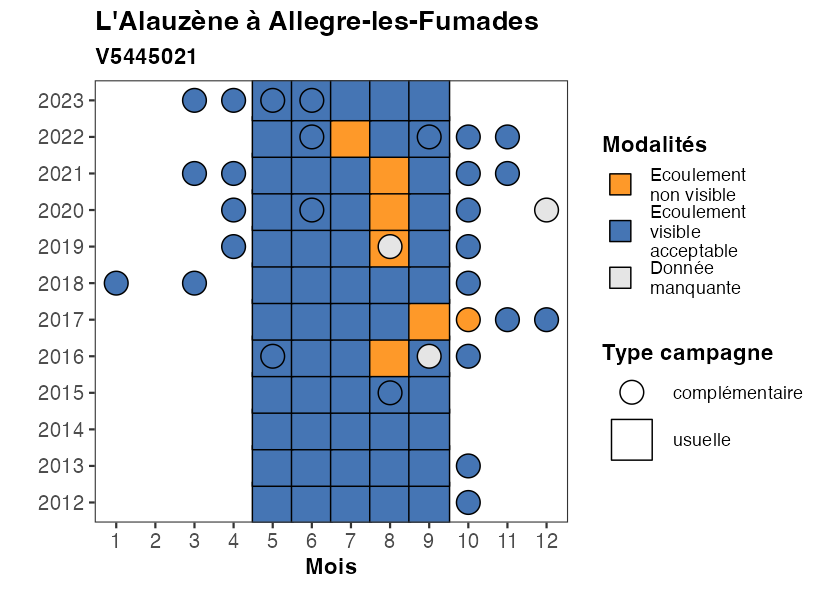 L'Alauzène à Allegre-les-Fumades
V5445021
2023
2022
2021
2020
2019
2018
2017
2016
2015
2014
2013
2012
1 2 3 4 5 6 7 8 9 10 11 12
Mois
Modalités
Ecoulement
non visible
Ecoulement
visible
acceptable
Donnée
manquante
Type campagne
complémentaire
usuelle